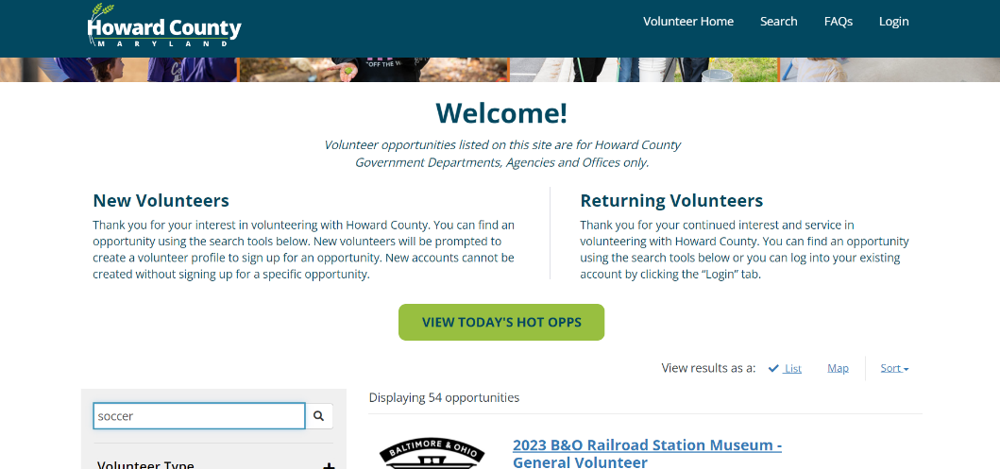 Howard County
MARYLAND
Volunteer Home
Search
FAQs
Login
"OFF THE W
Welcome!
Volunteer opportunities listed on this site are for Howard County
Government Departments, Agencies and Offices only.
New Volunteers
Thank you for your interest in volunteering with Howard County. You can find an
opportunity using the search tools below. New volunteers will be prompted to
create a volunteer profile to sign up for an opportunity. New accounts cannot be
created without signing up for a specific opportunity.
Returning Volunteers
Thank you for your continued interest and service in
volunteering with Howard County. You can find an opportunity
using the search tools below or you can log into your existing
account by clicking the “Login” tab.
VIEW TODAY'S HOT OPPS
View results as a:
List
Map
Sort
soccer
Volunteer Type
Displaying 54 opportunities
BALTIMORE & OHIO
2023 B&O Railroad Station Museum -
General Volunteer